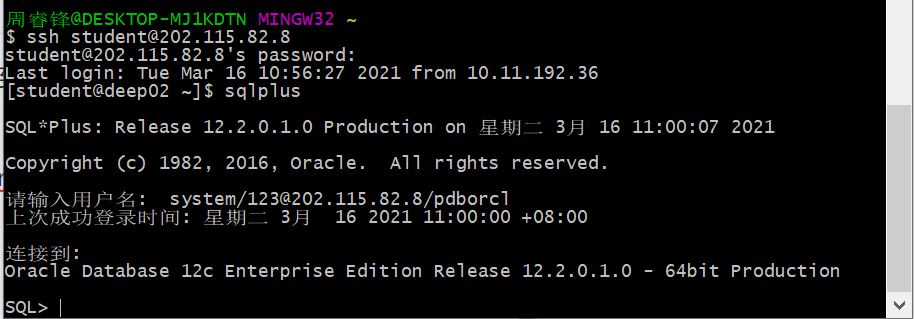 周睿锋@DESKTOP-MJ1KDTN MINGW32 ~
$ ssh student@202.115.82.8
student@202.115.82.8's password:
Last login: Tue Mar 16 10:56:27 2021 from 10.11.192.36
[student@deep02 ~]$ sqlplus
SQL*Plus: Release 12.2.0.1.0 Production on 星期二 3月 16 11:00:07 2021
Copyright (c) 1982, 2016, Oracle.  All rights reserved.
请输入用户名:  system/123@202.115.82.8/pdborcl
上次成功登录时间: 星期二 3月  16 2021 11:00:00 +08:00
连接到:
Oracle Database 12c Enterprise Edition Release 12.2.0.1.0 - 64bit Production
SQL>